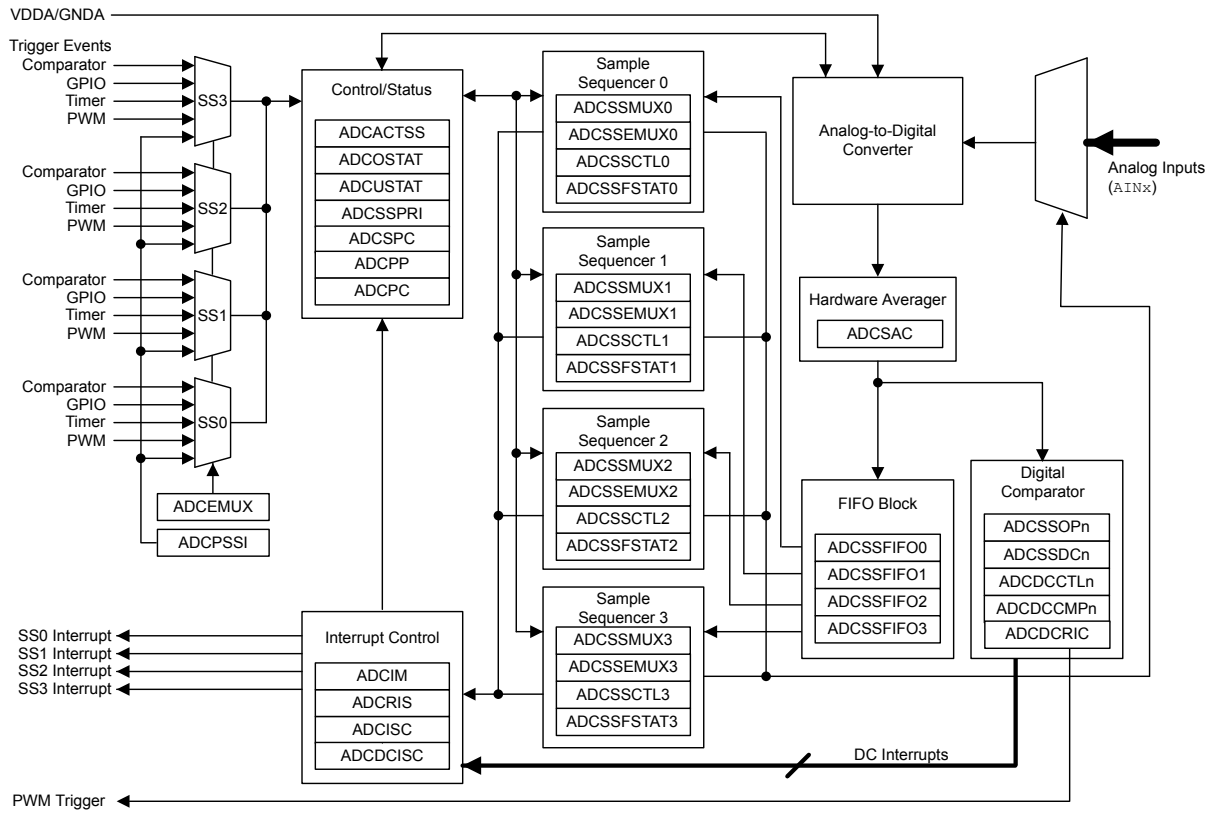 VDDA/GNDA
Trigger Events
Comparator
GPIO
Timer
PWM
SS3
Comparator
GPIO
Timer
PWM
SS2
Comparator
GPIO
Timer
PWM
SS1
Comparator
GPIO
Timer
PWM
SS0
ADCEMUX
ADCPSSI
Control/Status
ADCACTSS
ADCOSTAT
ADCUSTAT
ADCSSPRI
ADCSPC
ADCPP
ADCPC
Interrupt Control
ADCIM
ADCRIS
ADCISC
ADCDCISC
SS0 Interrupt
SS1 Interrupt
SS2 Interrupt
SS3 Interrupt
PWM Trigger
Sample
Sequencer 0
ADCSSMUX0
ADCSSEMUX0
ADCSSCTL0
ADCSSFSTAT0
Sample
Sequencer 1
ADCSSMUX1
ADCSSEMUX1
ADCSSCTL1
ADCSSFSTAT1
Sample
Sequencer 2
ADCSSMUX2
ADCSSEMUX2
ADCSSCTL2
ADCSSFSTAT2
Sample
Sequencer 3
ADCSSMUX3
ADCSSEMUX3
ADCSSCTL3
ADCSSFSTAT3
Analog-to-Digital
Converter
Analog Inputs
(AINx)
Hardware Averager
ADCSAC
FIFO Block
ADCSSFIFO0
ADCSSFIFO1
ADCSSFIFO2
ADCSSFIFO3
Digital
Comparator
ADCSSOPn
ADCSSDCn
ADCDCCTLn
ADCDCCMPn
ADCDCRIC
DC Interrupts